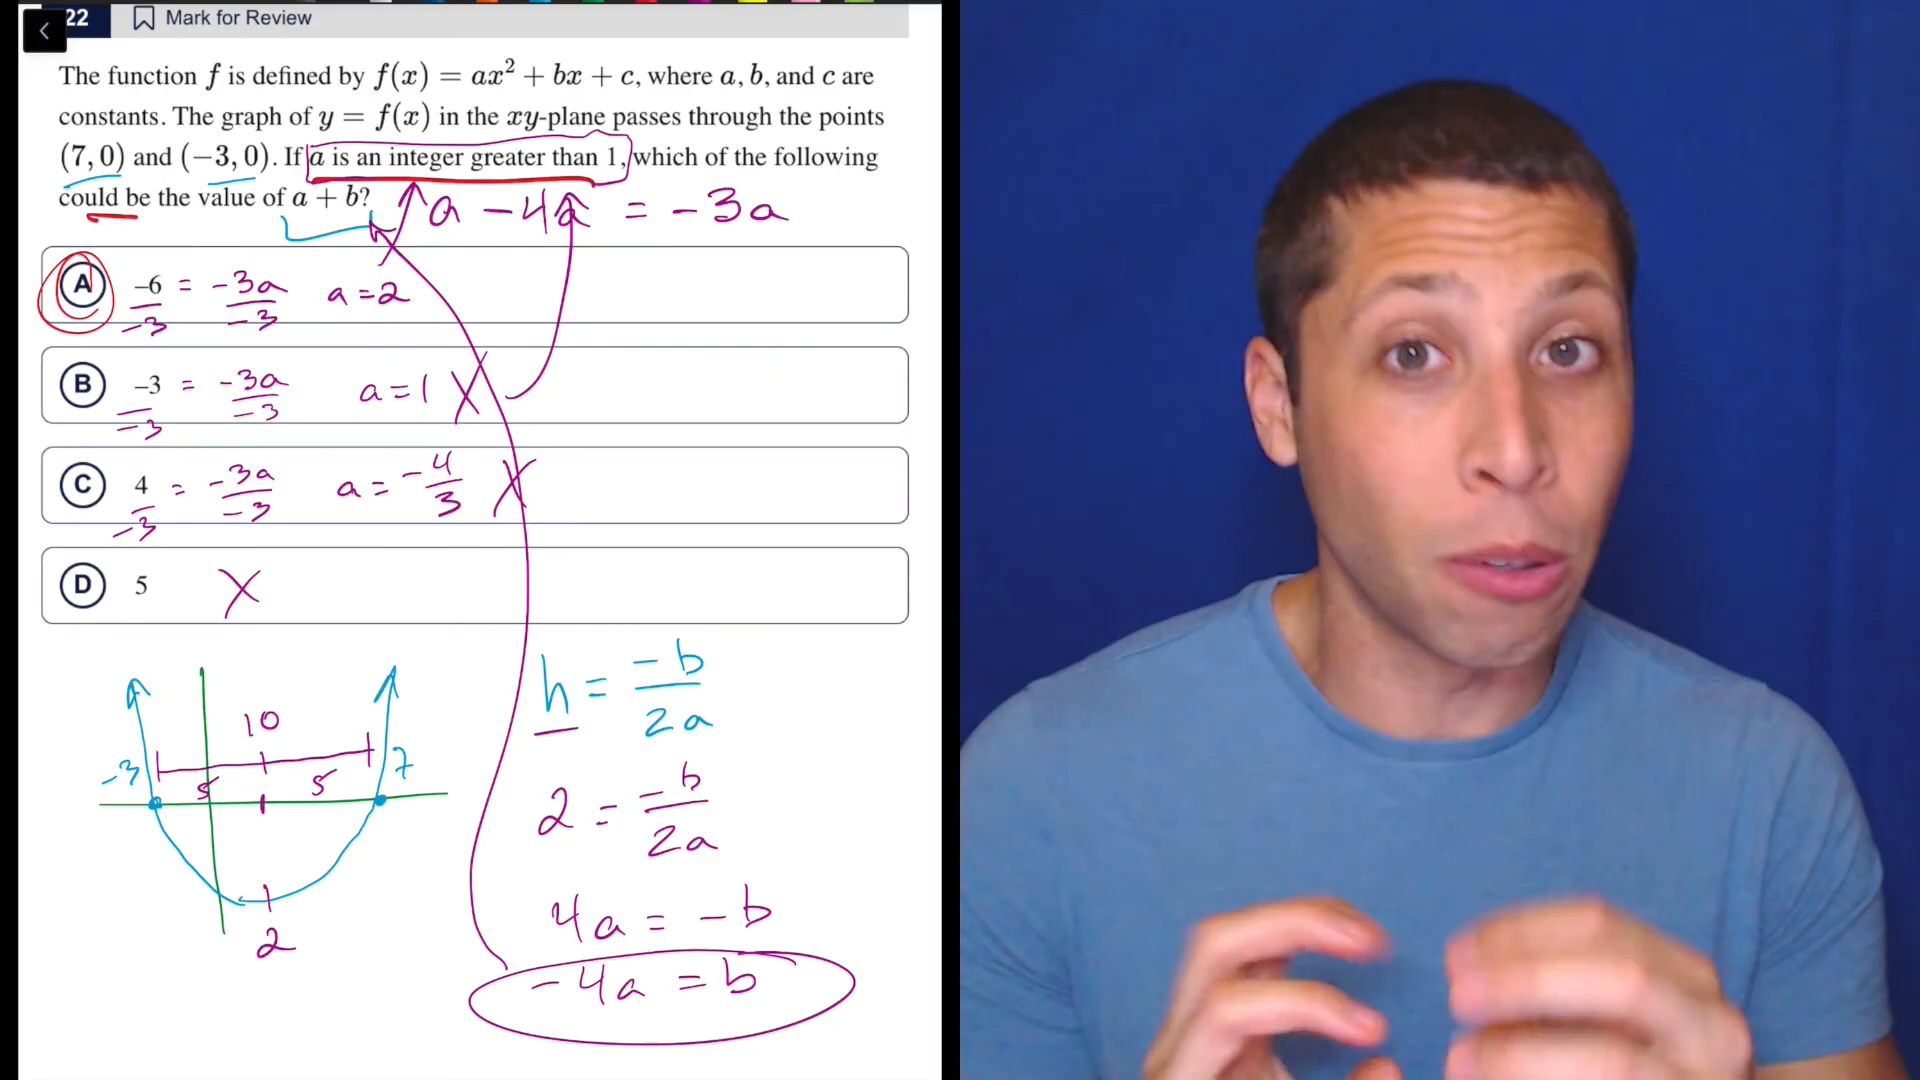 22 Mark for Review
The function f is defined by f(x) = ax² + bx + c, where a, b, and c are
constants. The graph of y = f(x) in the xy-plane passes through the points
(7, 0) and (−3, 0). If a is an integer greater than 1, which of the following
could be the value of a + b?
a - 4a = - 3a
A –6 = -3a a = 2
-3 -3
B –3 = -3a a = 1 X
-3 -3
C 4 = -3a a = - 4/3 X
-3 -3
D 5 X
h = -b/2a
10
-3 5 5 7
2 = -b/2a
4a = -b
2
-4a = b